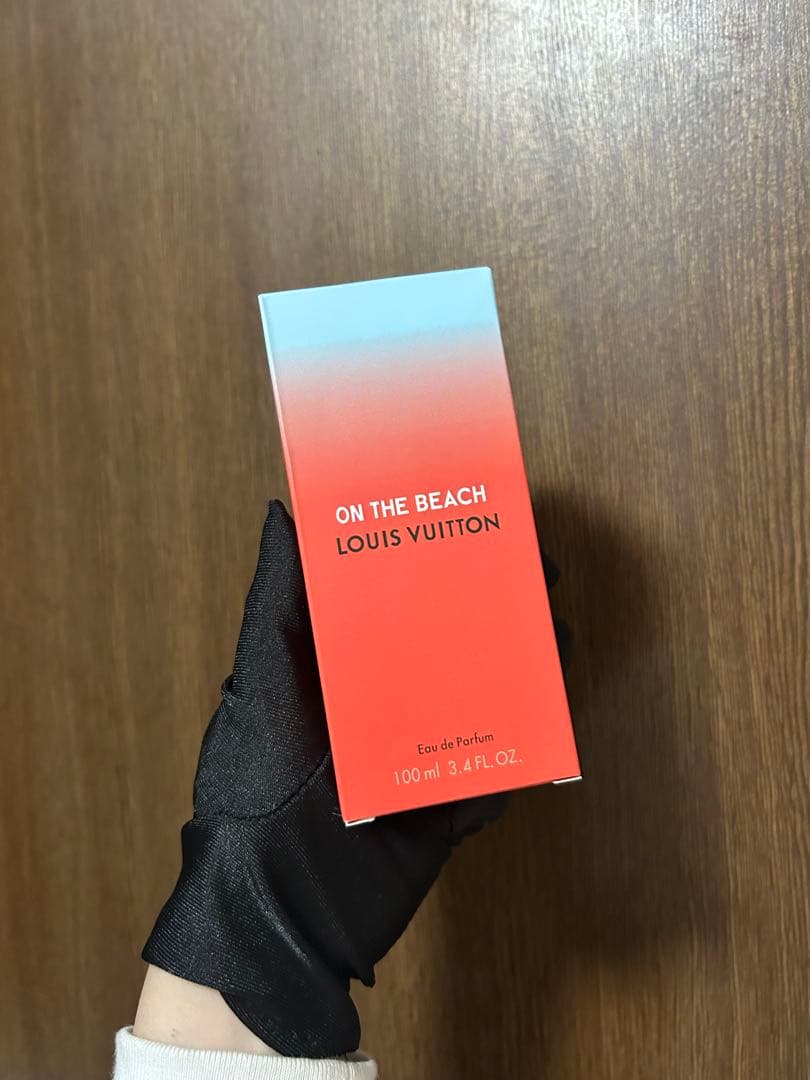 ON THE BEACH
LOUIS VUITTON
Eau de Parfum
100 ml 3.4 FL. OZ.